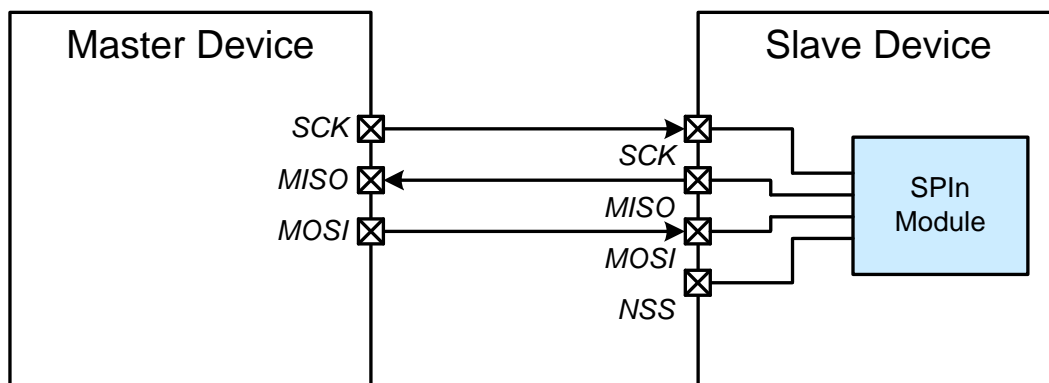 Master Device
Slave Device
SCK
SCK
MISO
MISO
MOSI
MOSI
NSS
SPIn
Module